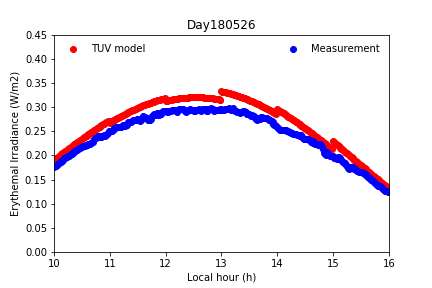 Day180526
TUV model
Measurement
Erythemal Irradiance (W/m2)
0.45
0.40
0.35
0.30
0.25
0.20
0.15
0.10
0.05
0.00
10 11 12 13 14 15 16
Local hour (h)